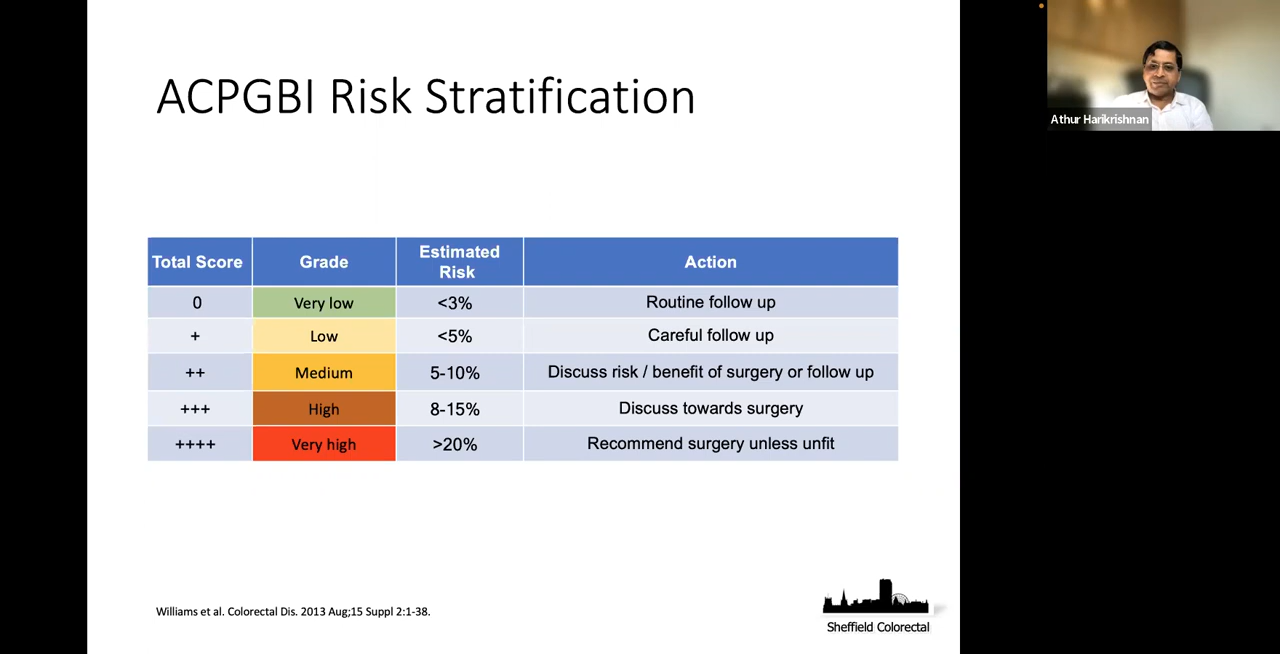 ACPGBI Risk Stratification
Athur Harikrishnan
Total Score Grade Estimated Risk Action
0 Very low <3% Routine follow up
+ Low <5% Careful follow up
++ Medium 5-10% Discuss risk / benefit of surgery or follow up
+++ High 8-15% Discuss towards surgery
++++ Very high >20% Recommend surgery unless unfit
Williams et al. Colorectal Dis. 2013 Aug;15 Suppl 2:1-38.
Sheffield Colorectal